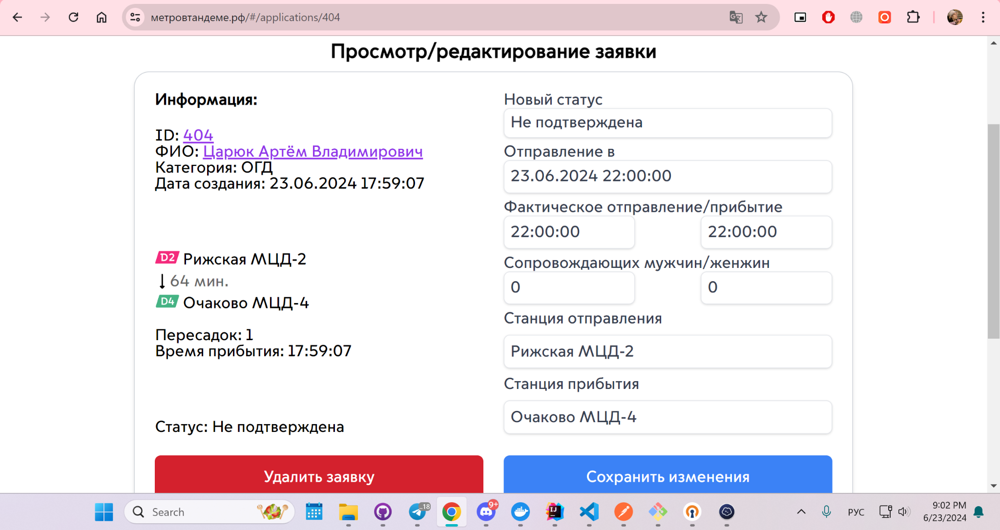 метровтандеме.рф/#/applications/404
Просмотр/редактирование заявки
Информация:
ID: 404
ФИО: Царюк Артём Владимирович
Категория: ОГД
Дата создания: 23.06.2024 17:59:07
D2 Рижская МЦД-2
64 мин.
D4 Очаково МЦД-4
Пересадок: 1
Время прибытия: 17:59:07
Статус: Не подтверждена
Удалить заявку
Новый статус
Не подтверждена
Отправление в
23.06.2024 22:00:00
Фактическое отправление/прибытие
22:00:00 22:00:00
Сопровождающих мужчин/женжин
0 0
Станция отправления
Рижская МЦД-2
Станция прибытия
Очаково МЦД-4
Сохранить изменения
Search
..18
9+
IJ
РУС
9:02 PM
6/23/2024